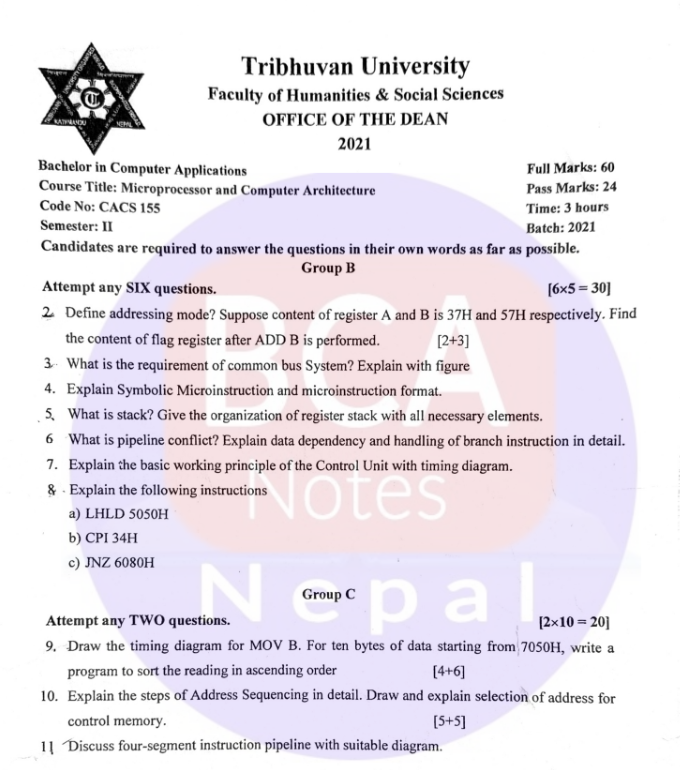 Tribhuvan University
Faculty of Humanities & Social Sciences
OFFICE OF THE DEAN
2021
Bachelor in Computer Applications
Full Marks: 60
Course Title: Microprocessor and Computer Architecture
Pass Marks: 24
Code No: CACS 155
Time: 3 hours
Semester: II
Batch: 2021
Candidates are required to answer the questions in their own words as far as possible.
Group B
Attempt any SIX questions. [6×5 = 30]
2. Define addressing mode? Suppose content of register A and B is 37H and 57H respectively. Find
the content of flag register after ADD B is performed. [2+3]
3. What is the requirement of common bus System? Explain with figure
4. Explain Symbolic Microinstruction and microinstruction format.
5. What is stack? Give the organization of register stack with all necessary elements.
6 What is pipeline conflict? Explain data dependency and handling of branch instruction in detail.
7. Explain the basic working principle of the Control Unit with timing diagram.
8. Explain the following instructions
a) LHLD 5050H
b) CPI 34H
c) JNZ 6080H
Group C
Attempt any TWO questions. [2×10 = 20]
9. Draw the timing diagram for MOV B. For ten bytes of data starting from 7050H, write a
program to sort the reading in ascending order [4+6]
10. Explain the steps of Address Sequencing in detail. Draw and explain selection of address for
control memory. [5+5]
11 Discuss four-segment instruction pipeline with suitable diagram.
BCA
Notes
Nepal